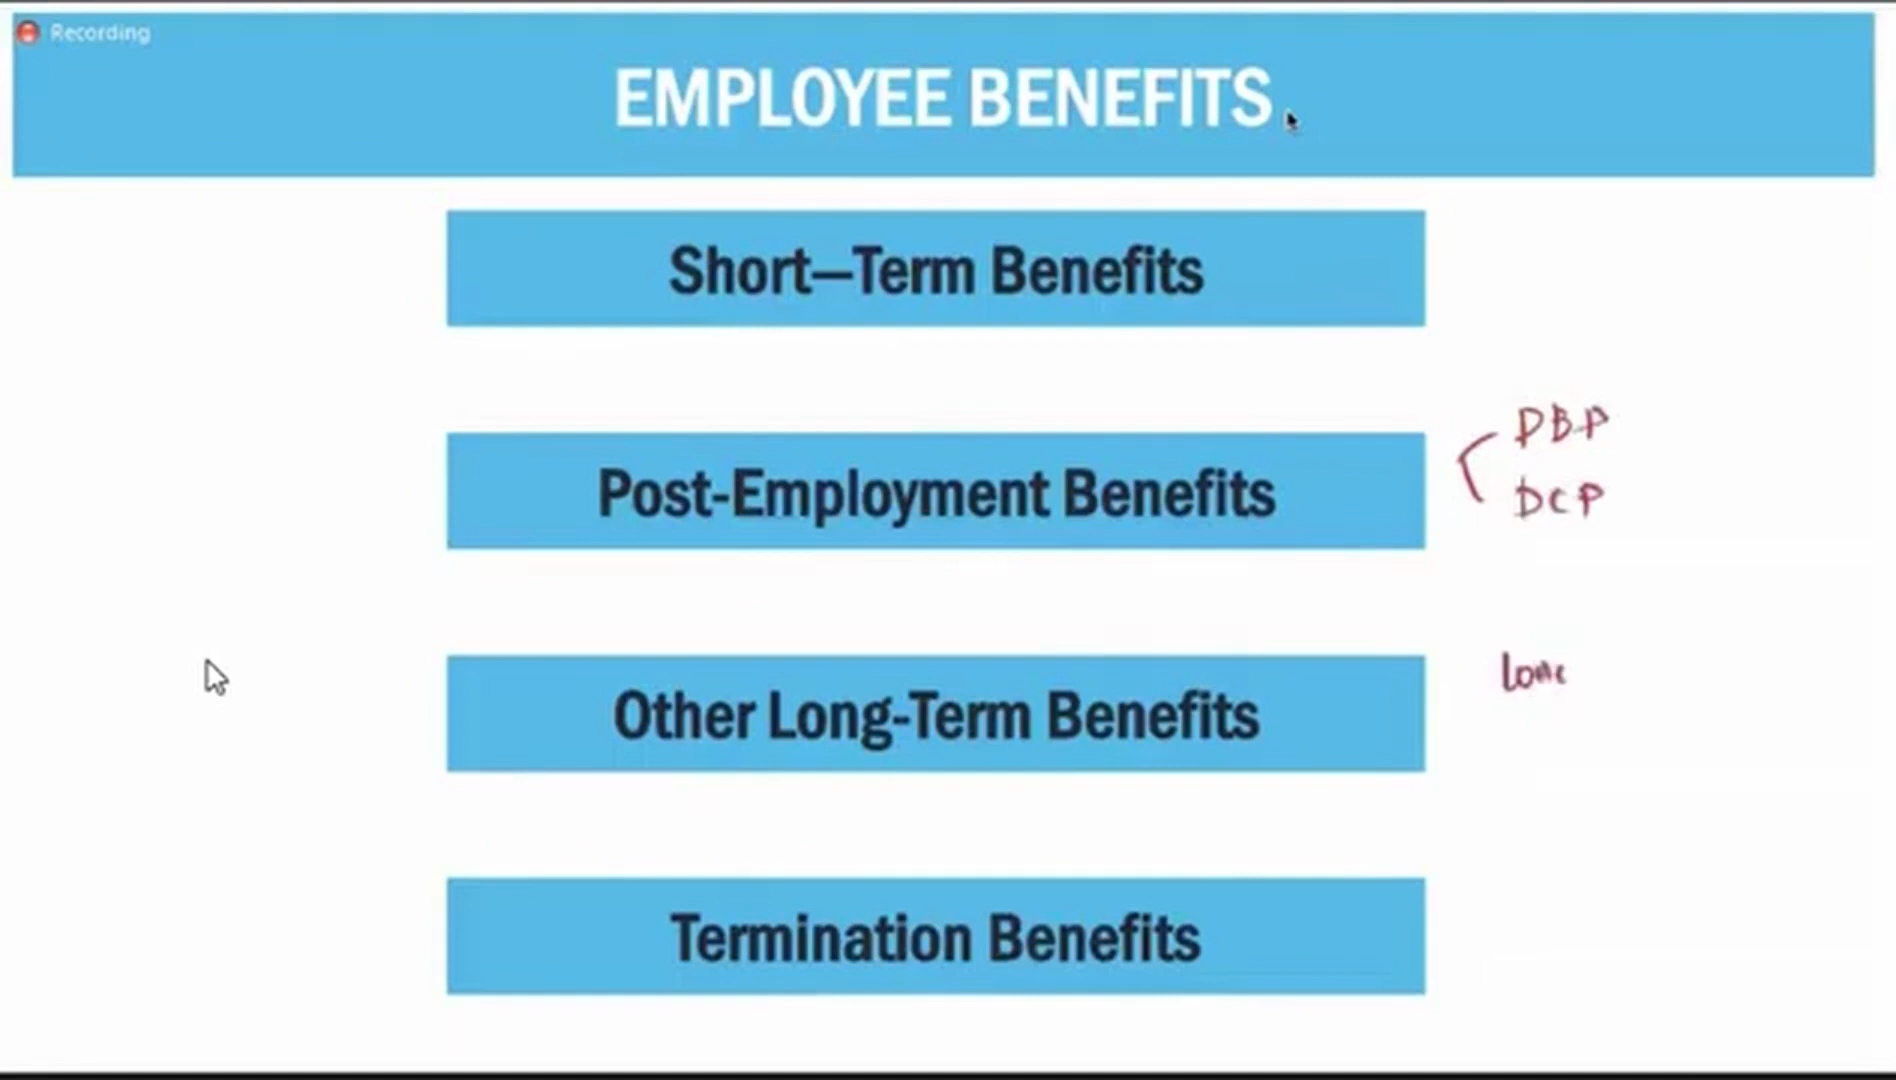 Recording
EMPLOYEE BENEFITS
Short—Term Benefits
DBP
Post-Employment Benefits
DCP
Other Long-Term Benefits
Termination Benefits